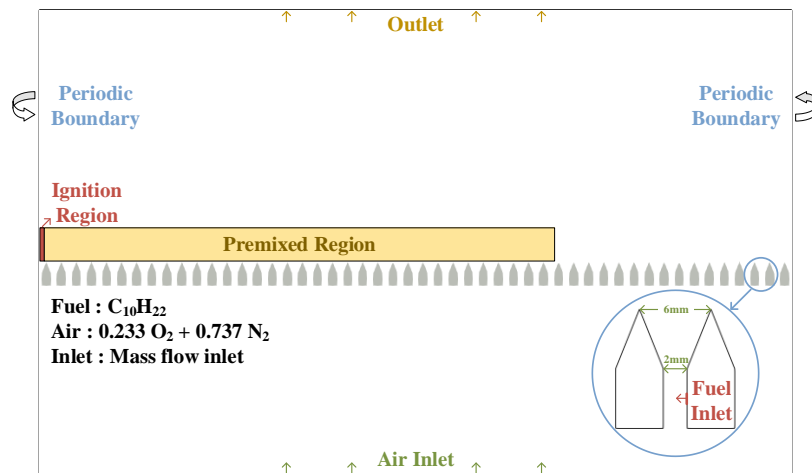 Outlet
Periodic
Boundary
Periodic
Boundary
Ignition
Region
Premixed Region
Fuel : C₁₀H₂₂
Air : 0.233 O₂ + 0.737 N₂
Inlet : Mass flow inlet
6mm
2mm
Fuel
Inlet
Air Inlet